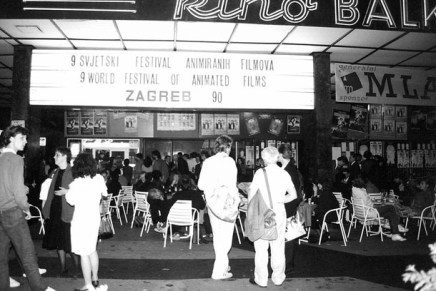 kino BALK
9 SVJETSKI FESTIVAL ANIMIRANIH FILMOVA
9 WORLD FESTIVAL OF ANIMATED FILMS
ZAGREB 90
MLA